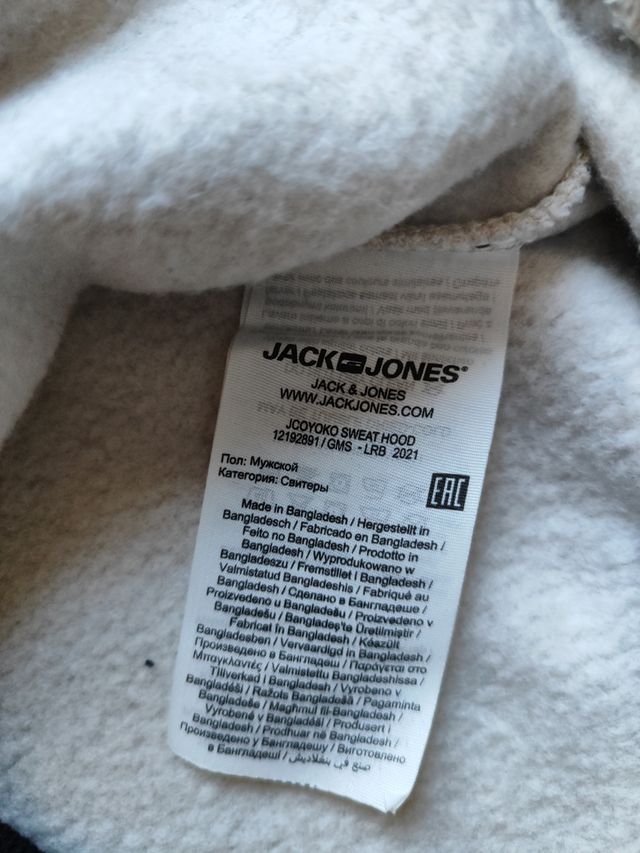 JACK JONES®
JACK & JONES
WWW.JACKJONES.COM
JCOYOKO SWEAT HOOD
12192891 / GMS - LRB 2021
Пол: Мужской
Категория: Свитеры
EAC
Made in Bangladesh / Hergestellt in
Bangladesch / Fabricado en Bangladesh /
Feito no Bangladesh / Prodotto in
Bangladesh / Wyprodukowano w
Bangladeszu / Fremstillet i Bangladesh /
Valmistatud Bangladeshis / Fabriqué au
Bangladesh / Сделано в Бангладеше /
Proizvedeno u Bangladešu / Proizvedeno v
Bangladešu / Bangladeş'te Üretilmiştir /
Fabricat în Bangladesh / Készült
Bangladesben / Vervaardigd in Bangladesh /
Произведено в Бангладеш / Παράγεται στο
Μπαγκλαντές / Valmistettu Bangladeshissa /
Tillverkad i Bangladesh / Vyrobeno v
Bangladéši / Ražots Bangladešā / Pagaminta
Bangladeše / Maghmul fil-Bangladesh /
Vyrobené v Bangladéši / Produsert i
Bangladesh / Prodhuar në Bangladesh /
Произведено у Бангладешу / Виготовлено
в Бангладеші / صنع في بنغلاديش